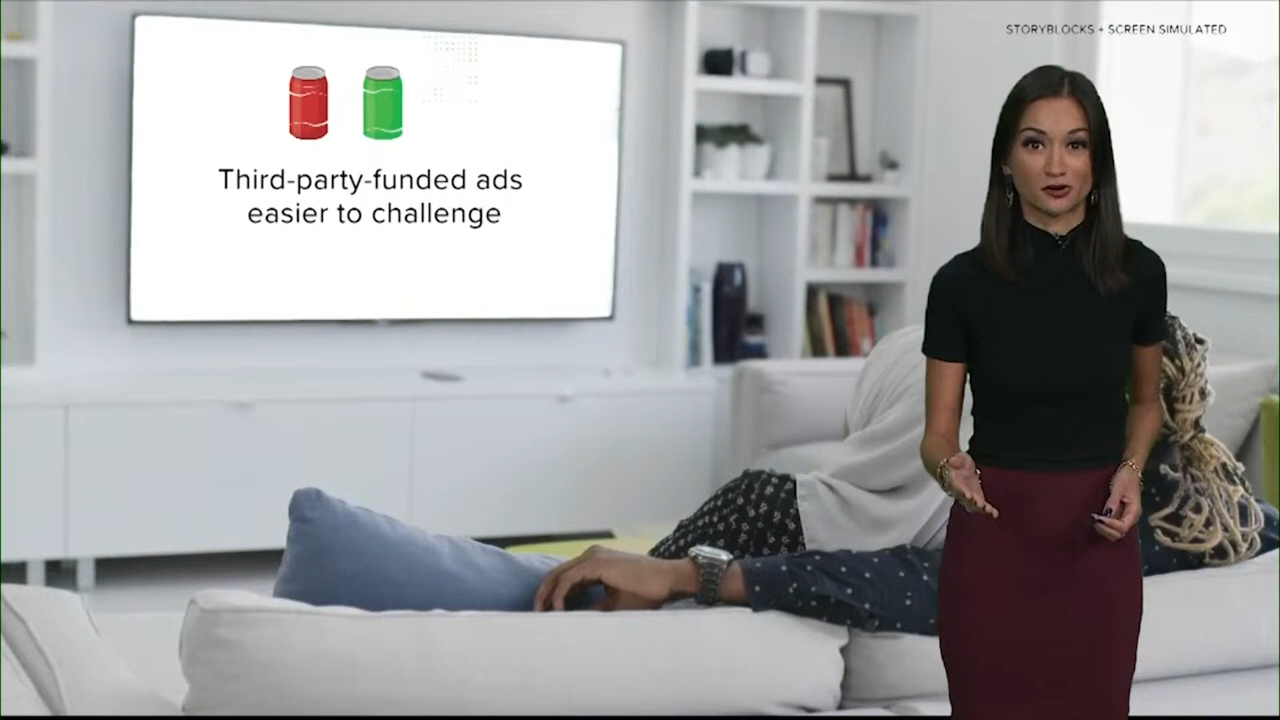 STORYBLOCKS + SCREEN SIMULATED
Third-party-funded ads
easier to challenge